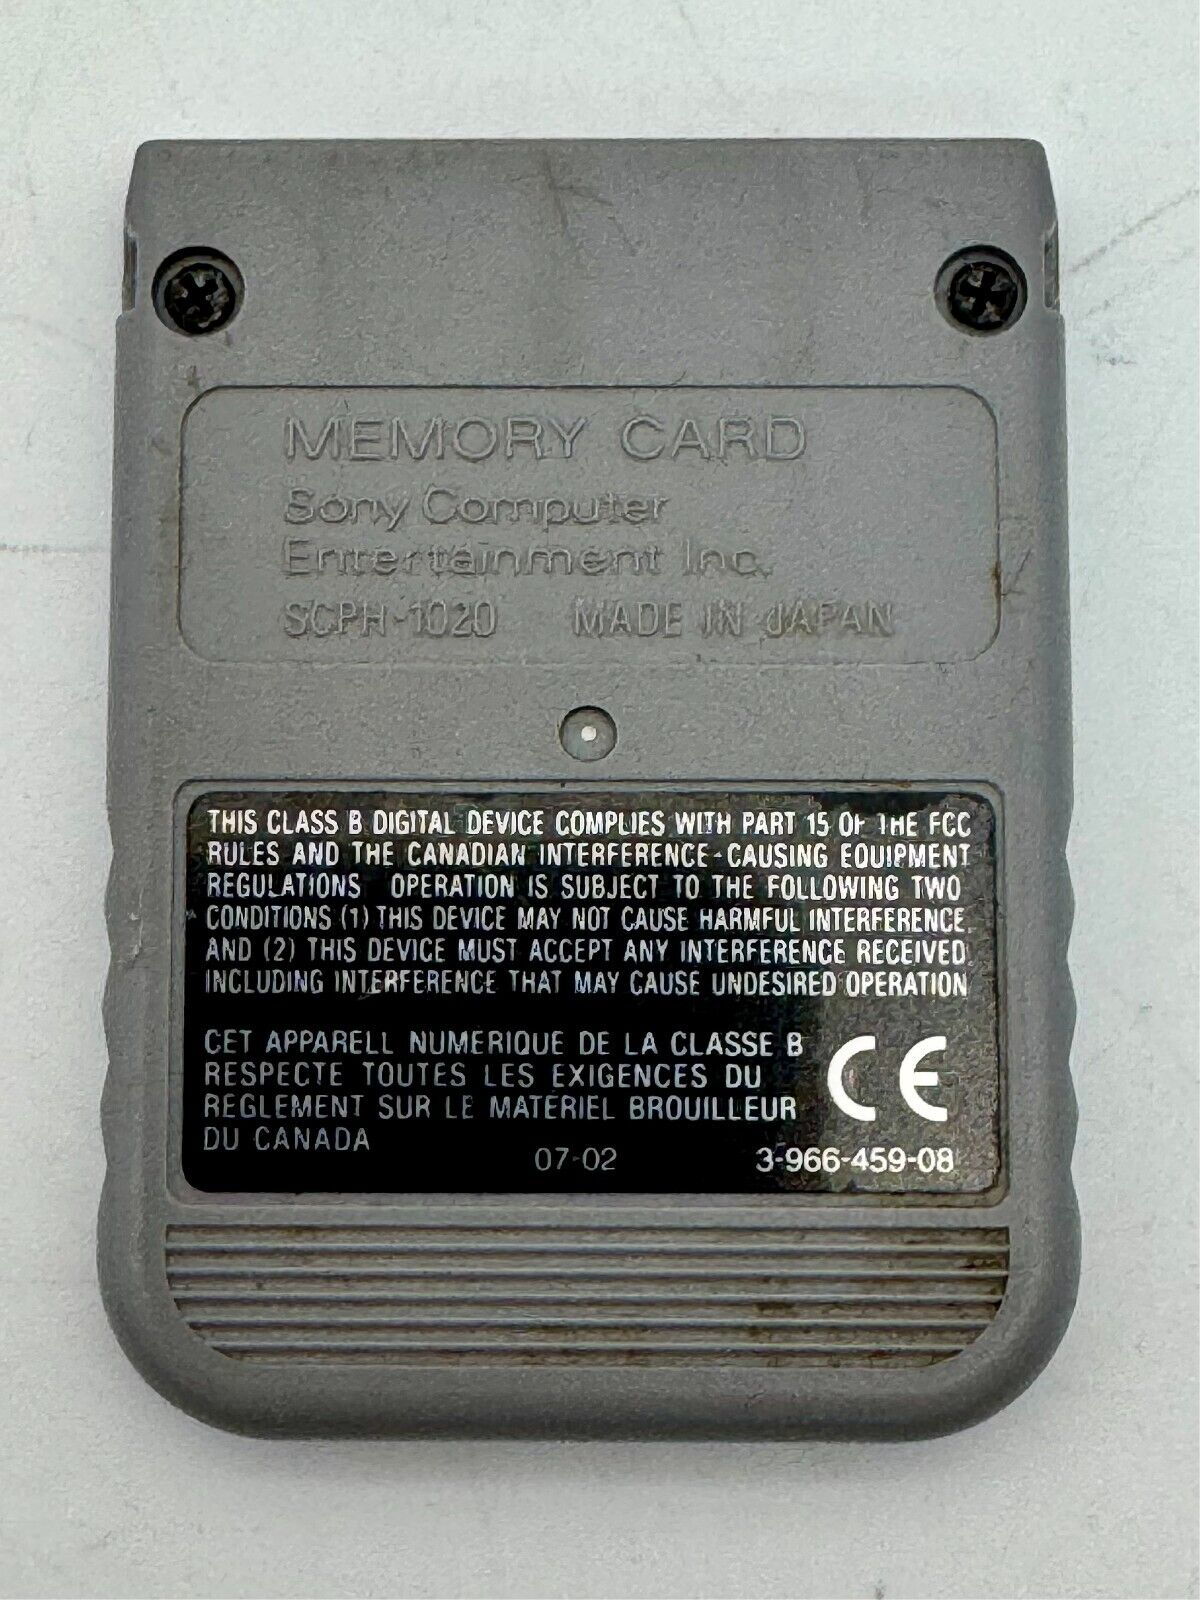 MEMORY CARD
Sony Computer
Entertainment Inc.
SCPH-1020 MADE IN JAPAN
THIS CLASS B DIGITAL DEVICE COMPLIES WITH PART 15 OF THE FCC
RULES AND THE CANADIAN INTERFERENCE-CAUSING EQUIPMENT
REGULATIONS OPERATION IS SUBJECT TO THE FOLLOWING TWO
CONDITIONS (1) THIS DEVICE MAY NOT CAUSE HARMFUL INTERFERENCE,
AND (2) THIS DEVICE MUST ACCEPT ANY INTERFERENCE RECEIVED,
INCLUDING INTERFERENCE THAT MAY CAUSE UNDESIRED OPERATION
CET APPARELL NUMERIQUE DE LA CLASSE B
RESPECTE TOUTES LES EXIGENCES DU
REGLEMENT SUR LE MATERIEL BROUILLEUR
DU CANADA
CE
07-02 3-966-459-08